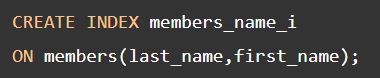 CREATE INDEX members_name_i
ON members(last_name,first_name);